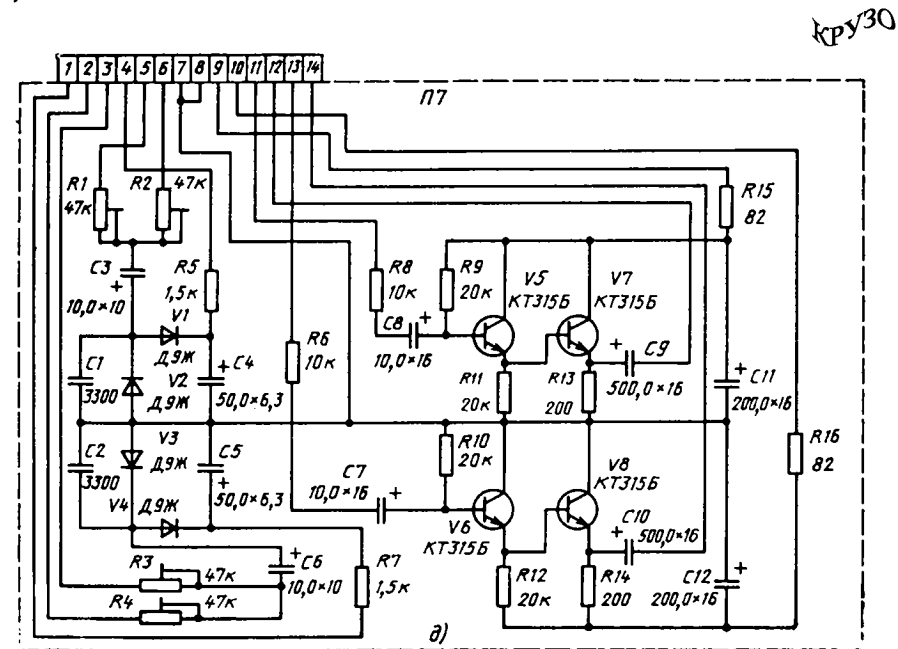 КРУЗО
1 2 3 4 5 6 7 8 9 10 11 12 13 14
П7
R1
47к
R2
47к
R15
82
C3
+
10,0×10
R5
1,5к
R8
10к
R9
20к
V5
КТ315Б
V7
КТ315Б
V1
Д9Ж
C8
+
10,0×16
R6
10к
C1
3300
V2
Д9Ж
+
C4
50,0×6,3
R11
20к
R13
200
+
C9
500,0×16
+
C11
200,0×16
C2
3300
V3
Д9Ж
C5
+
50,0×6,3
R10
20к
R16
82
V4
Д9Ж
C7
10,0×16
+
V6
КТ315Б
V8
КТ315Б
+
C10
500,0×16
R3
47к
+
C6
10,0×10
R7
1,5к
R12
20к
R14
200
C12
+
200,0×16
R4
47к
д)